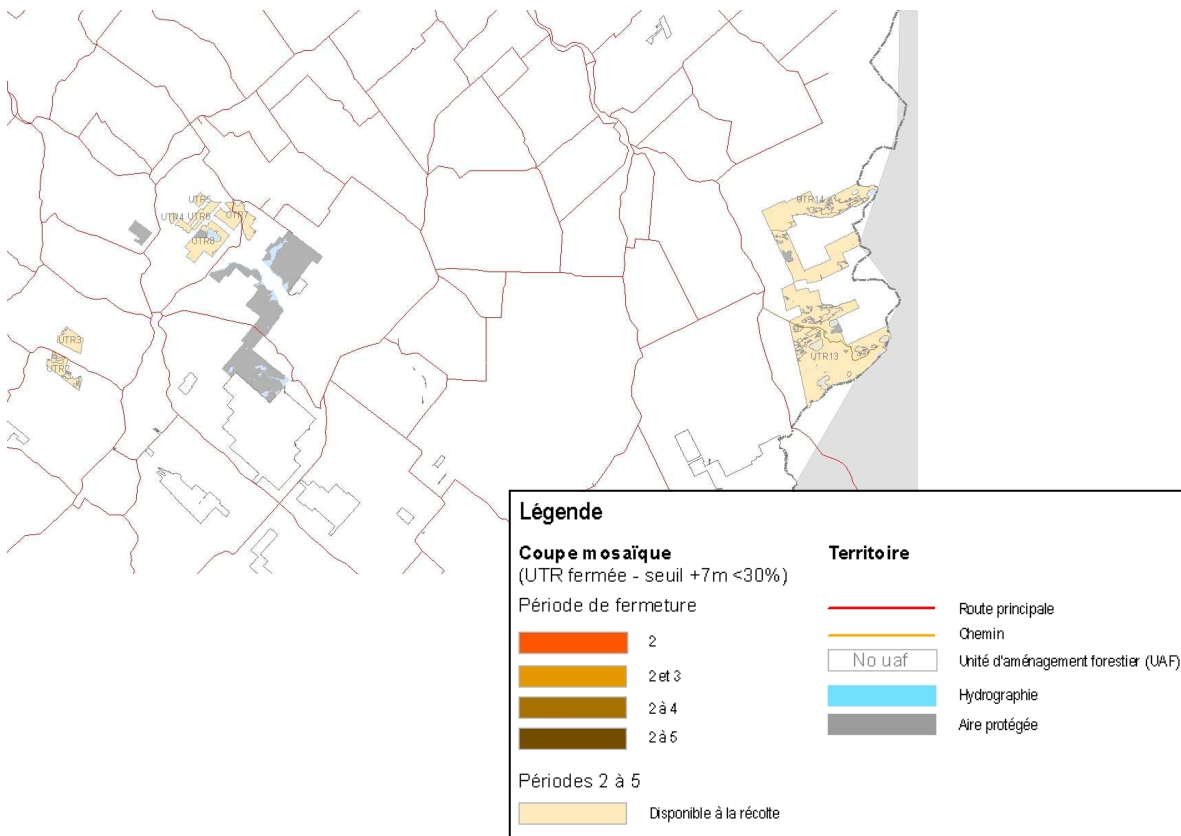 UTR14
UTR5
UTR4 UTR6 UTR7
UTR8
UTR3
UTR2
UTR13
Légende
Coupe mosaïque
(UTR fermée - seuil +7m <30%)
Période de fermeture
2
2 et 3
2 à 4
2 à 5
Périodes 2 à 5
Disponible à la récolte
Territoire
Route principale
Chemin
No uaf Unité d'aménagement forestier (UAF)
Hydrographie
Aire protégée